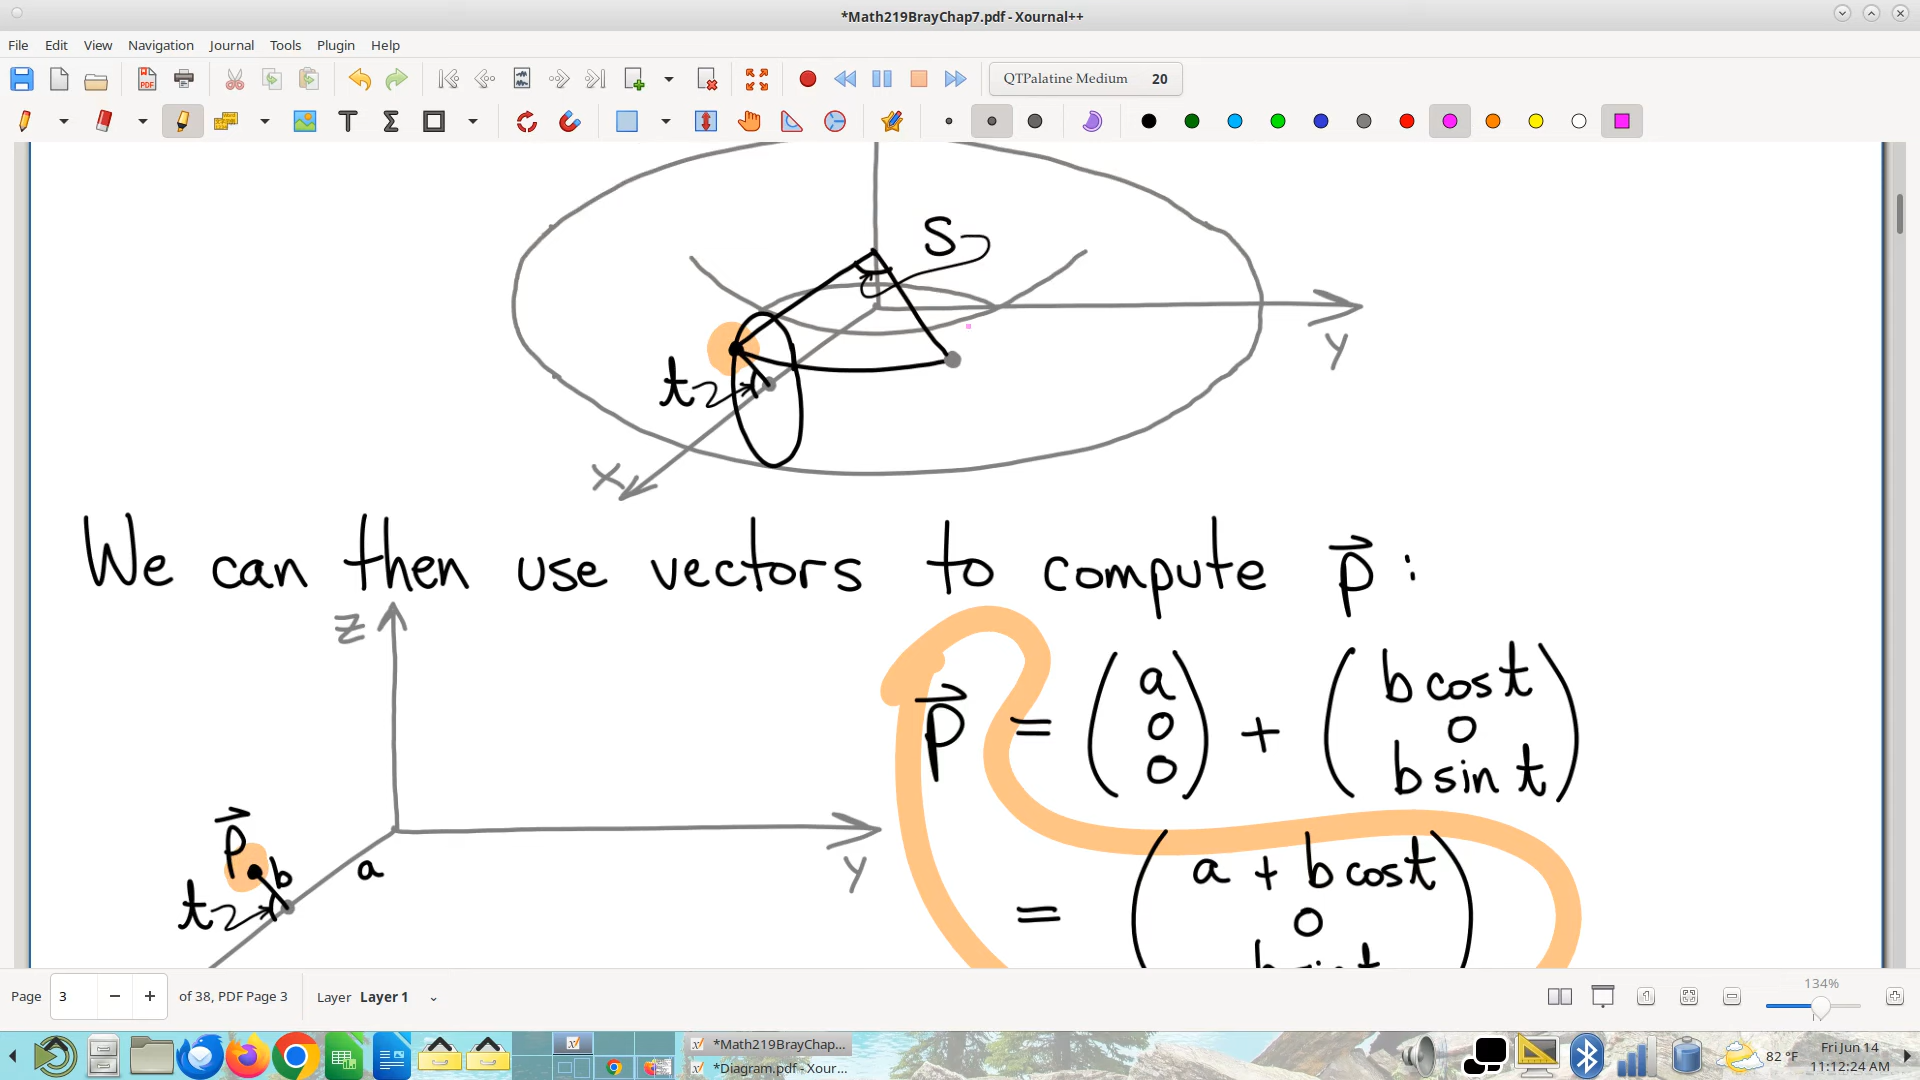 *Math219BrayChap7.pdf - Xournal++
File Edit View Navigation Journal Tools Plugin Help
QTPalatine Medium 20
S
t
y
x
We can then use vectors to compute p⃗ :
z
p⃗ = (a 0 0) + (b cos t 0 b sin t)
p⃗
b
a
t
y
= (a + b cos t
0
b sin t
Page 3 of 38, PDF Page 3 Layer Layer 1 134%
*Math219BrayChap...
*Diagram.pdf - Xour...
82 °F
Fri Jun 14
11:12:24 AM